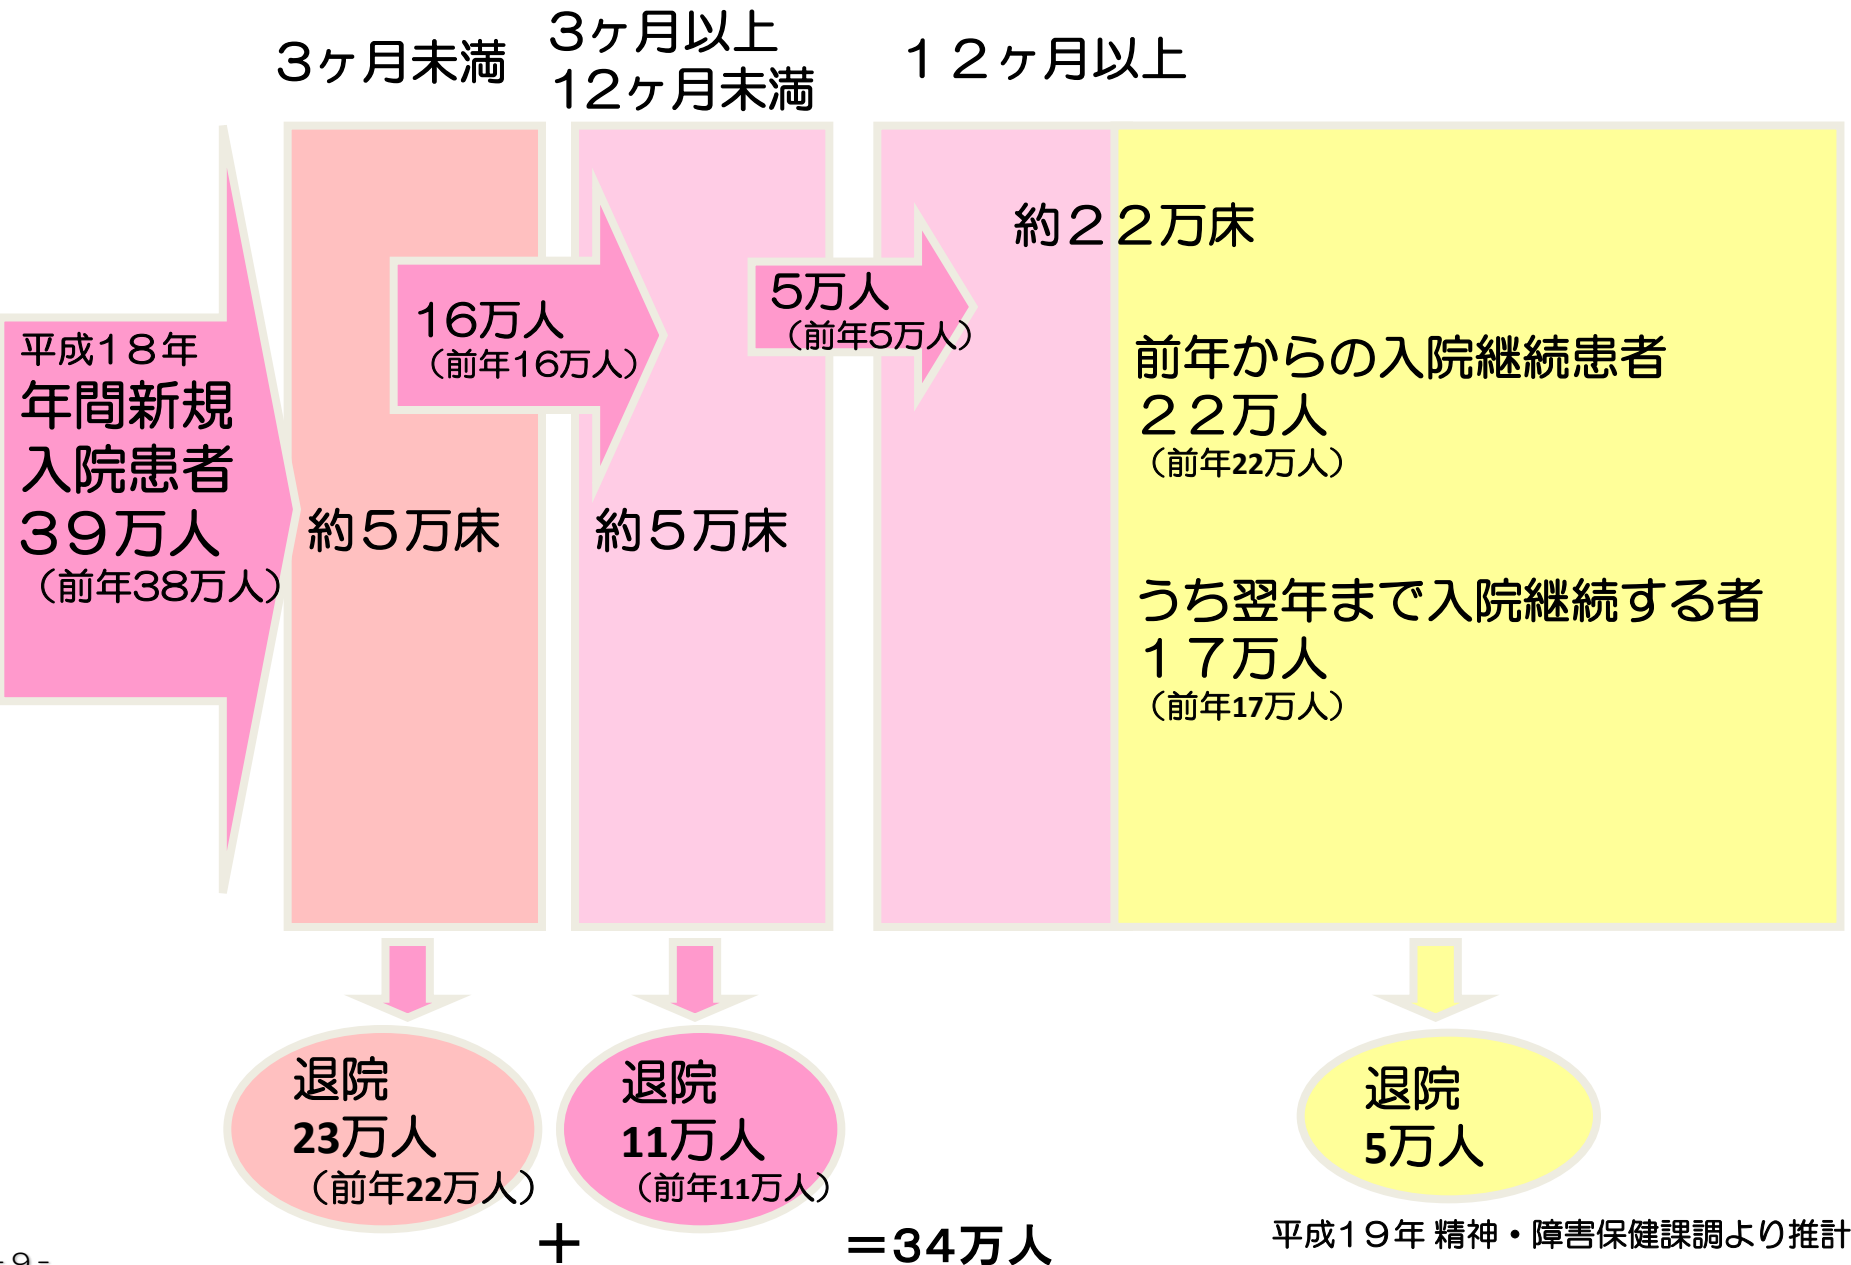 3ヶ月未満
3ヶ月以上
12ヶ月未満
１２ヶ月以上
平成１８年
年間新規
入院患者
３９万人
（前年38万人）
約５万床
16万人
（前年16万人）
約５万床
5万人
（前年5万人）
約２２万床
前年からの入院継続患者
２２万人
（前年22万人）
うち翌年まで入院継続する者
１７万人
（前年17万人）
退院
23万人
（前年22万人）
＋
退院
11万人
（前年11万人）
＝34万人
退院
5万人
平成１９年 精神・障害保健課調より推計
-9-